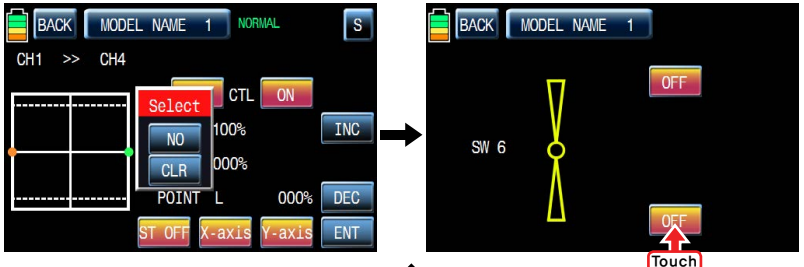 BACK MODEL NAME 1 NORMAL S
CH1 >> CH4
Select
NO
CLR
CTL ON
100%
INC
000%
POINT L 000% DEC
ST OFF X-axis Y-axis ENT
BACK MODEL NAME 1
OFF
SW 6
OFF
Touch